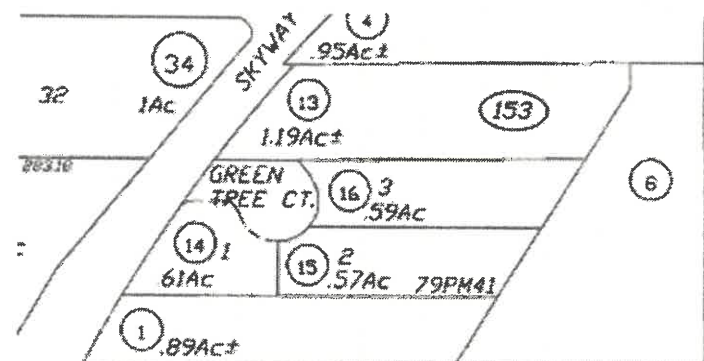 4
.95Ac±
SKYWAY
34
1Ac
32
13
1.19Ac±
153
GREEN
TREE CT.
16 3
.59Ac
6
14 1
61Ac
15 2
.57Ac 79PM41
1
.89Ac±